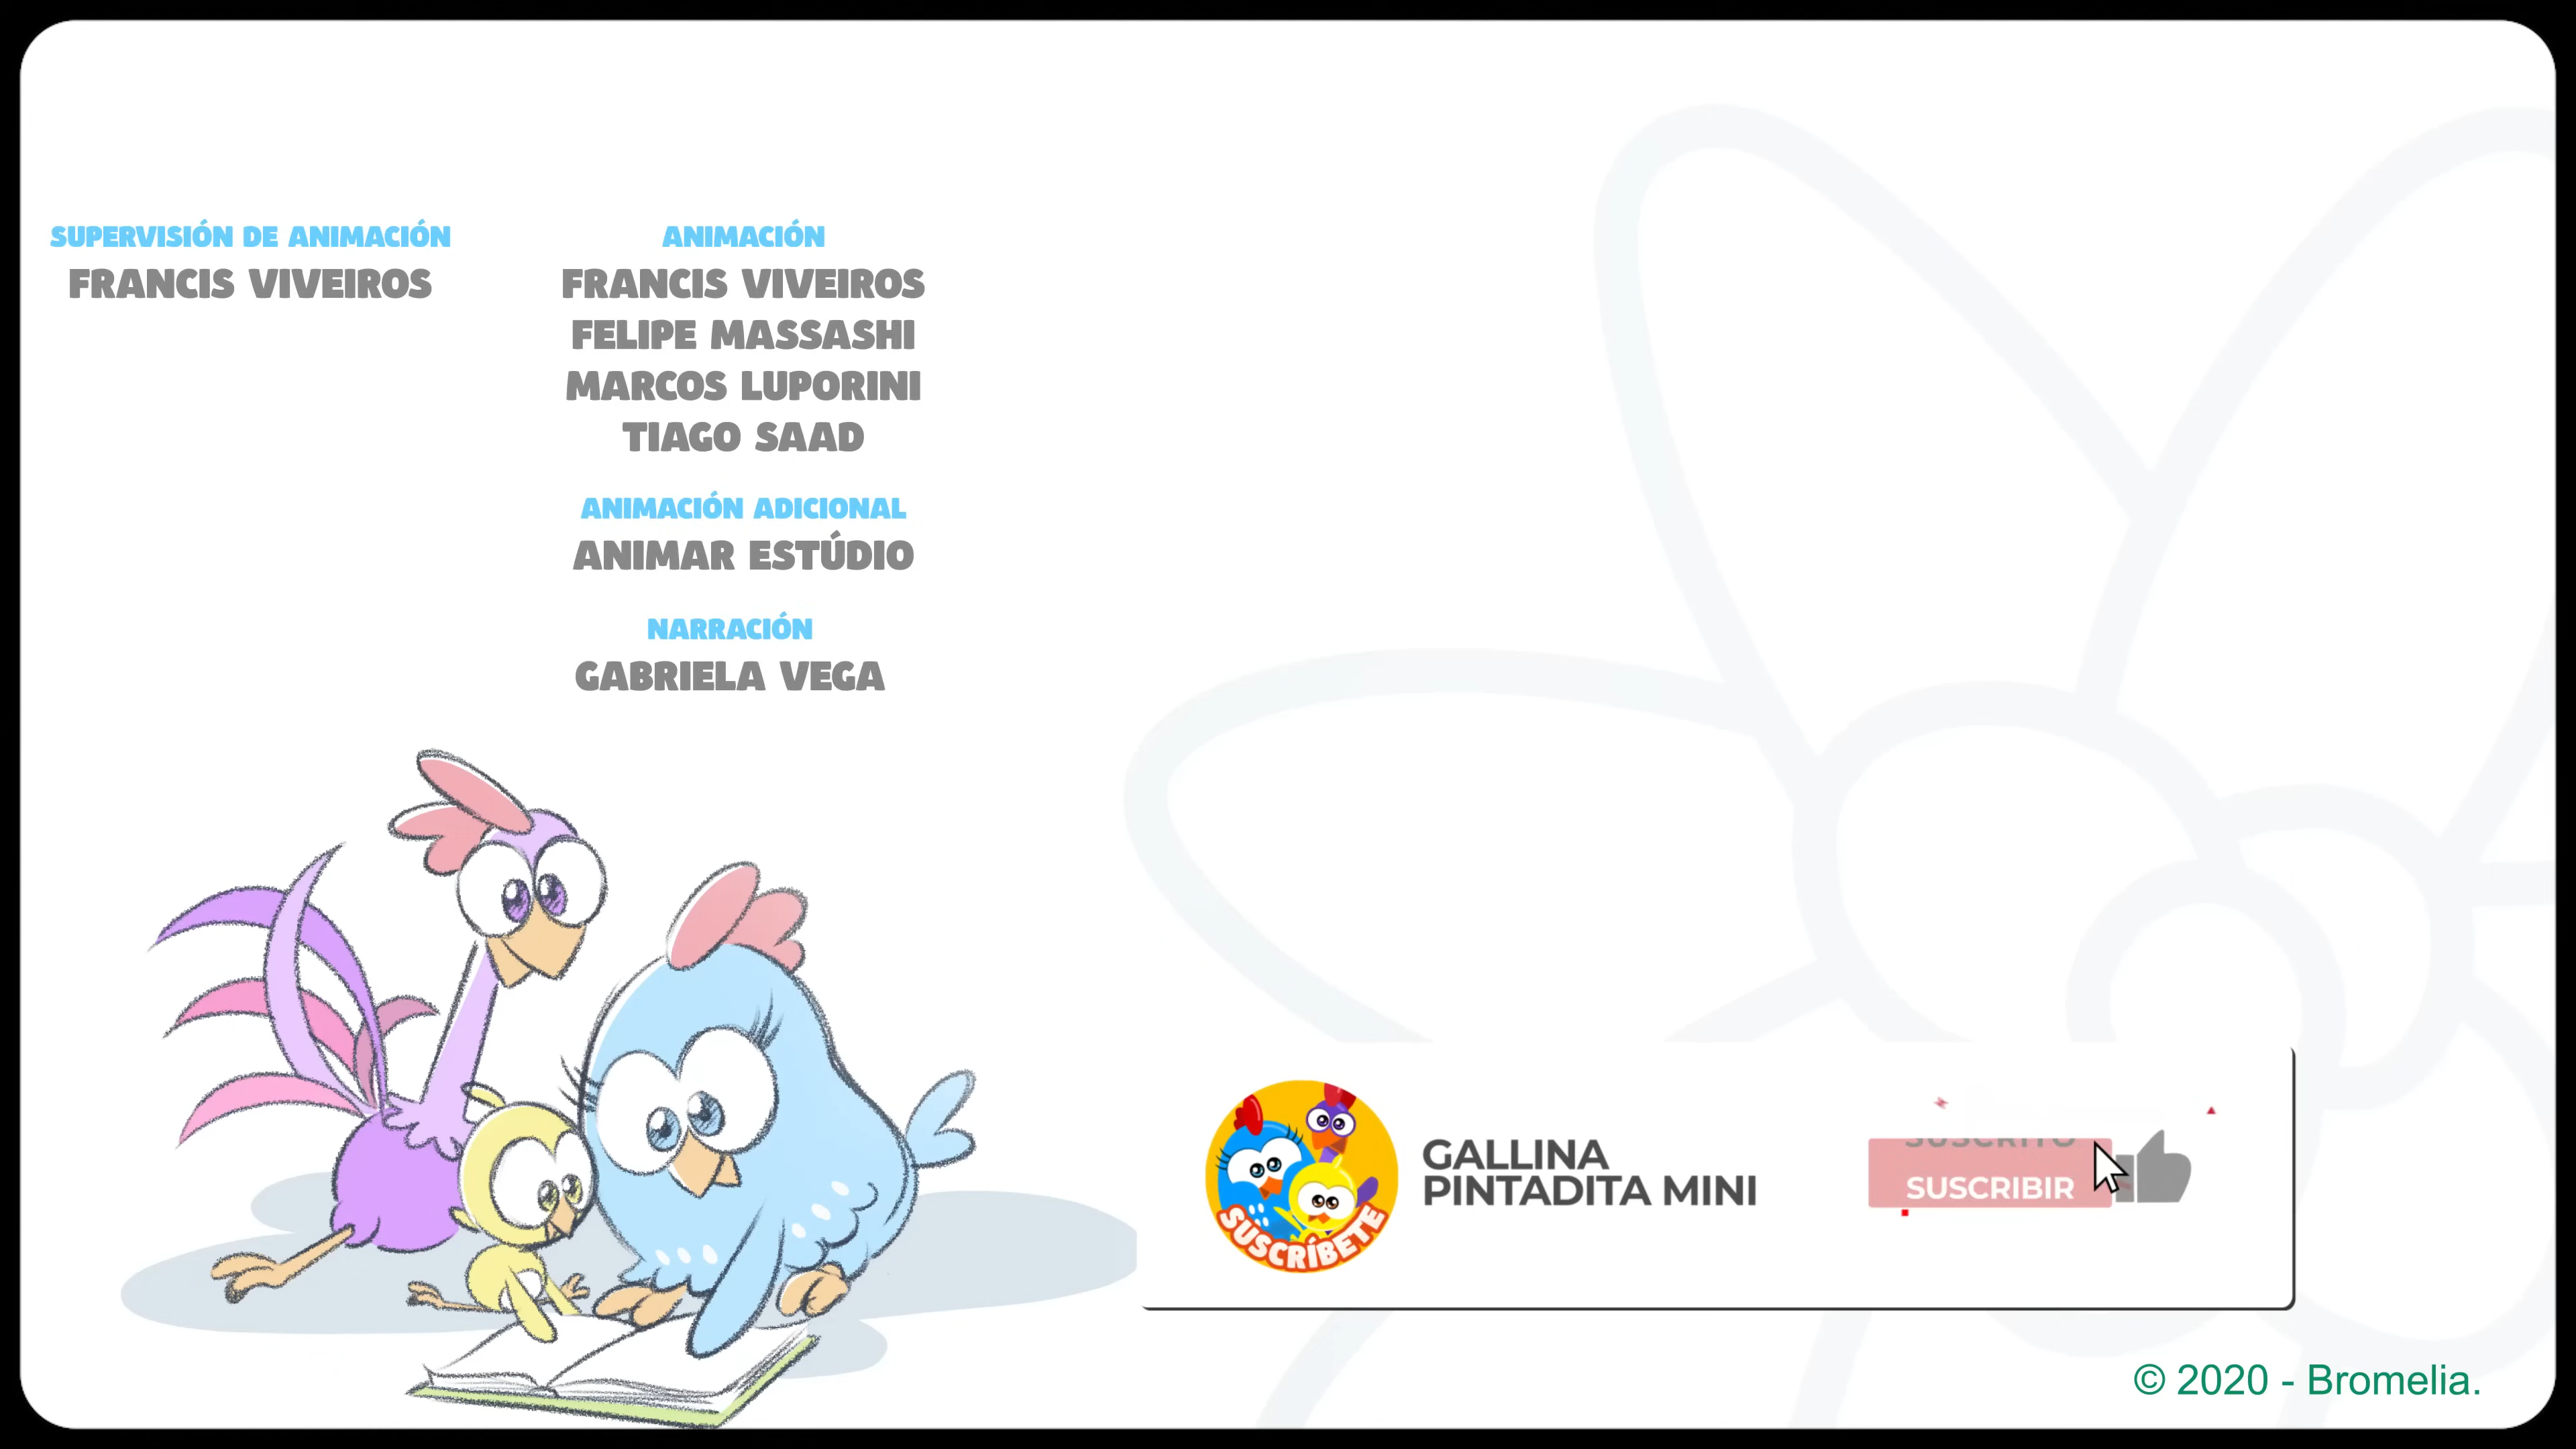 SUPERVISIÓN DE ANIMACIÓN
FRANCIS VIVEIROS
ANIMACIÓN
FRANCIS VIVEIROS
FELIPE MASSASHI
MARCOS LUPORINI
TIAGO SAAD
ANIMACIÓN ADICIONAL
ANIMAR ESTÚDIO
NARRACIÓN
GABRIELA VEGA
SUSCRÍBETE
GALLINA
PINTADITA MINI
SUSCRITO
SUSCRIBIR
© 2020 - Bromelia.